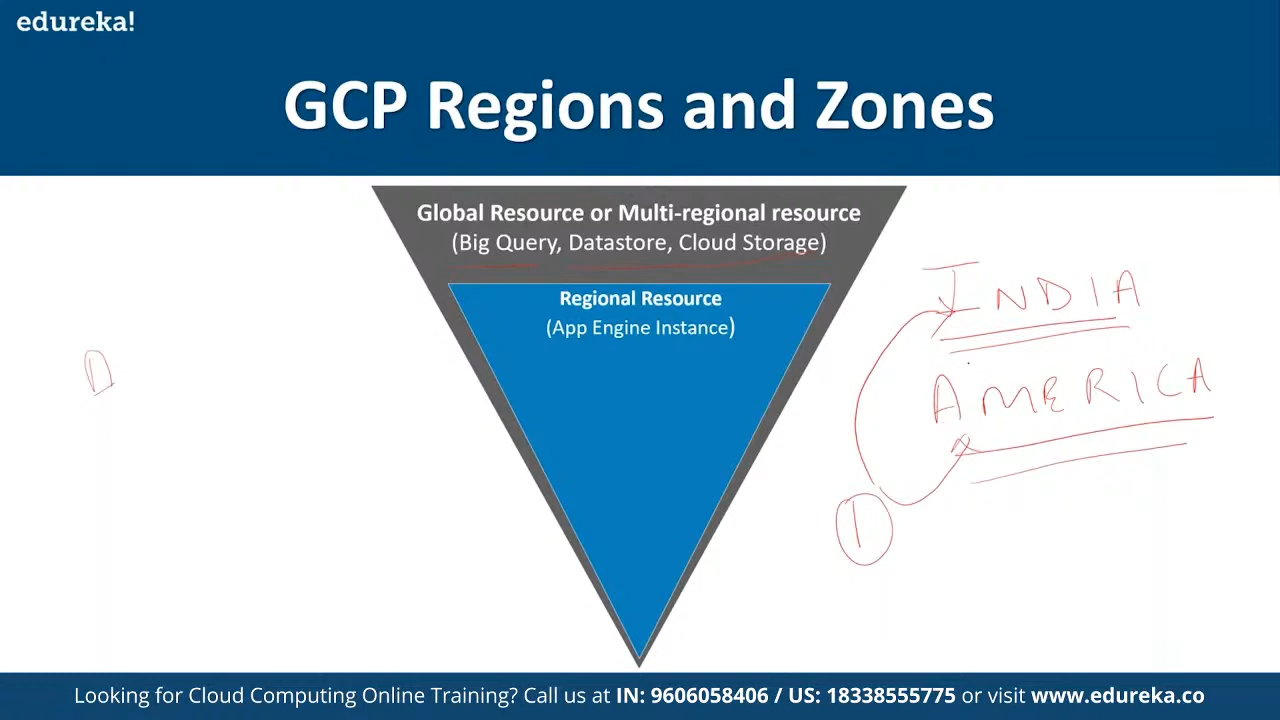 edureka!
GCP Regions and Zones
Global Resource or Multi-regional resource
(Big Query, Datastore, Cloud Storage)
Regional Resource
(App Engine Instance)
INDIA
AMERICA
D
1
Looking for Cloud Computing Online Training? Call us at IN: 9606058406 / US: 18338555775 or visit www.edureka.co